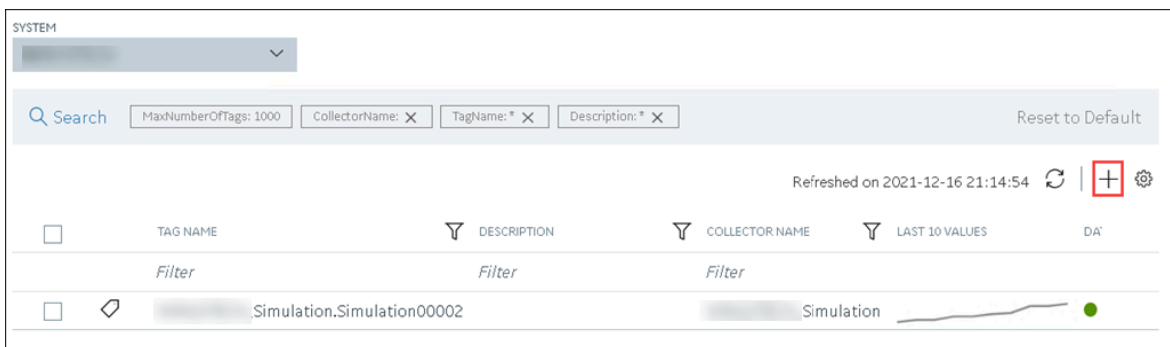 SYSTEM
Search MaxNumberOfTags: 1000 CollectorName: TagName: * Description: * Reset to Default
Refreshed on 2021-12-16 21:14:54
TAG NAME DESCRIPTION COLLECTOR NAME LAST 10 VALUES DA
Filter Filter Filter
Simulation.Simulation00002 Simulation